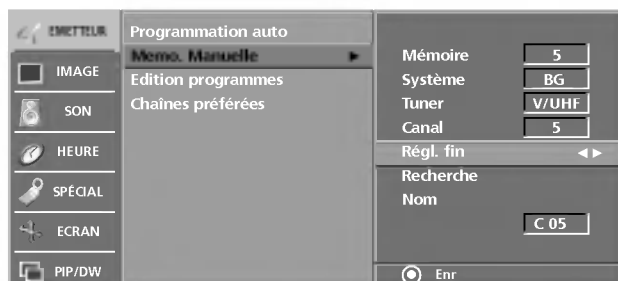 EMETTEUR
IMAGE
SON
HEURE
SPÉCIAL
ECRAN
PIP/DW
Programmation auto
Memo. Manuelle
Edition programmes
Chaînes préférées
Mémoire 5
Système BG
Tuner V/UHF
Canal 5
Régl. fin
Recherche
Nom
C 05
Enr